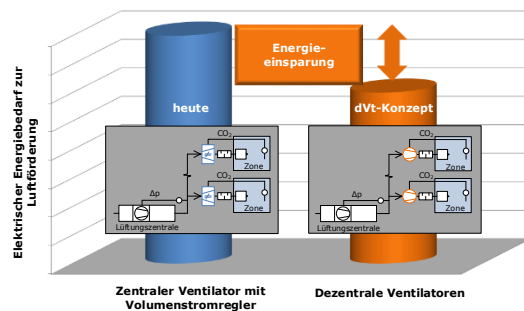 Elektrischer Energiebedarf zur
Luftförderung
Energie-
einsparung
heute
dVt-Konzept
CO2
Zone
CO2
Zone
Δp
Lüftungszentrale
CO2
Zone
CO2
Zone
Δp
Lüftungszentrale
Zentraler Ventilator mit
Volumenstromregler
Dezentrale Ventilatoren